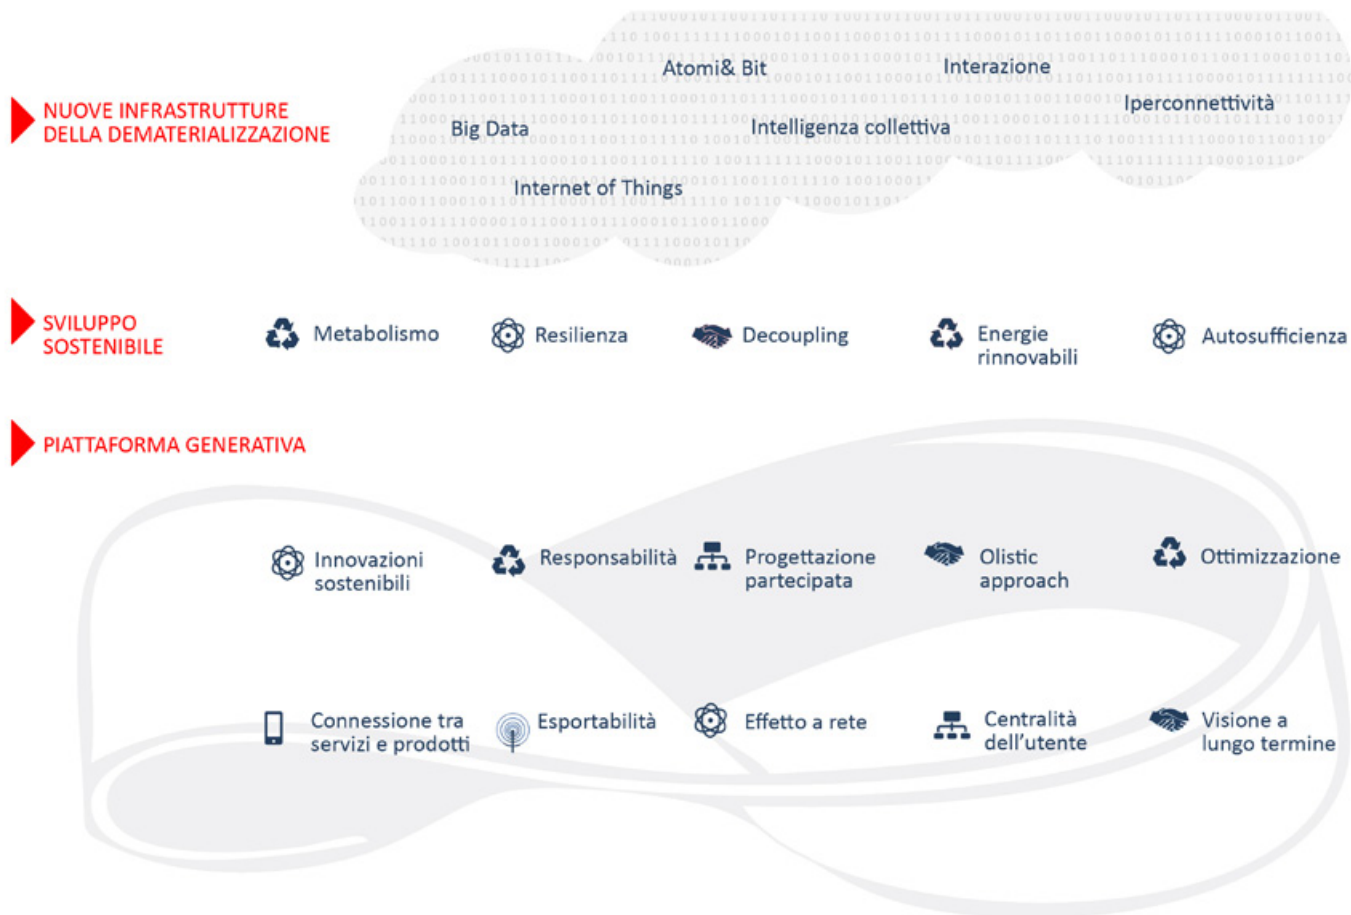 Atomi& Bit
Interazione
NUOVE INFRASTRUTTURE
DELLA DEMATERIALIZZAZIONE
Iperconnettività
Big Data
Intelligenza collettiva
Internet of Things
SVILUPPO
SOSTENIBILE
Metabolismo
Resilienza
Decoupling
Energie
rinnovabili
Autosufficienza
PIATTAFORMA GENERATIVA
Innovazioni
sostenibili
Responsabilità
Progettazione
partecipata
Olistic
approach
Ottimizzazione
Connessione tra
servizi e prodotti
Esportabilità
Effetto a rete
Centralità
dell'utente
Visione a
lungo termine